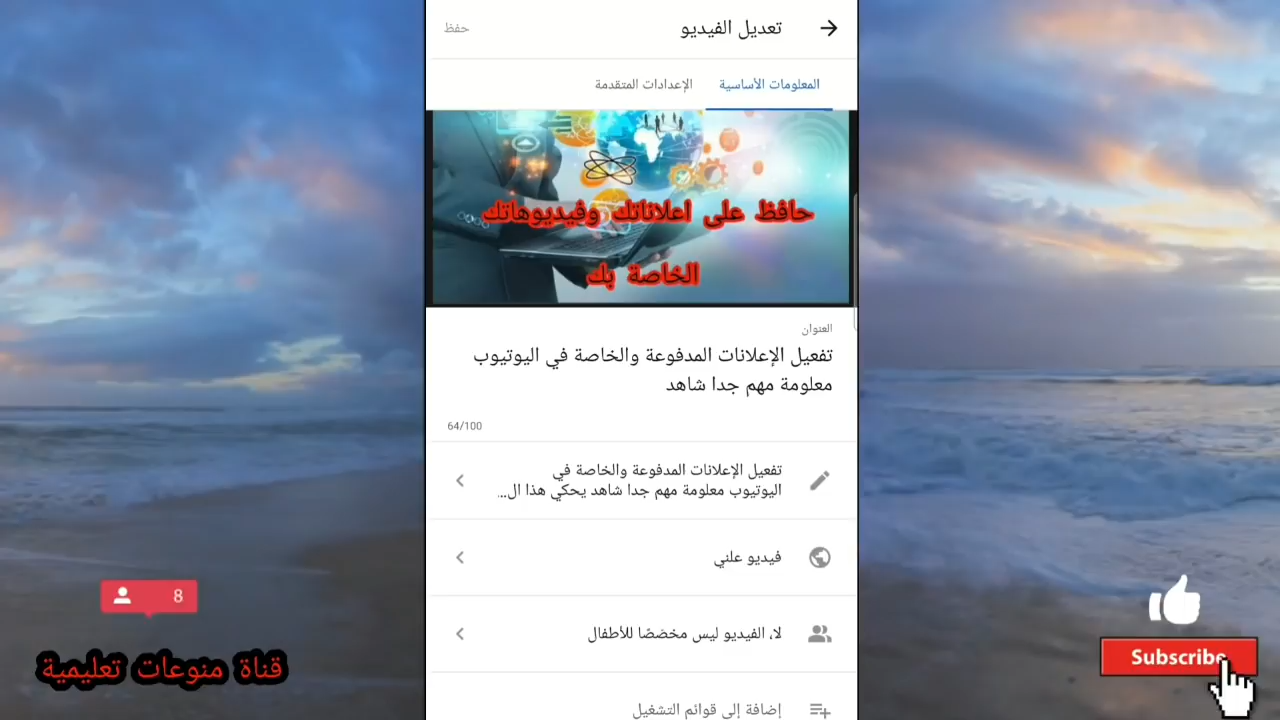 تعديل الفيديو
حفظ
المعلومات الأساسية
الإعدادات المتقدمة
حافظ على اعلاناتك وفيديوهاتك
الخاصة بك
العنوان
تفعيل الإعلانات المدفوعة والخاصة في اليوتيوب
معلومة مهم جدا شاهد
64/100
تفعيل الإعلانات المدفوعة والخاصة في
اليوتيوب معلومة مهم جدا شاهد يحكي هذا ال...
فيديو علني
لا، الفيديو ليس مخصصًا للأطفال
إضافة إلى قوائم التشغيل
8
قناة منوعات تعليمية
Subscribe